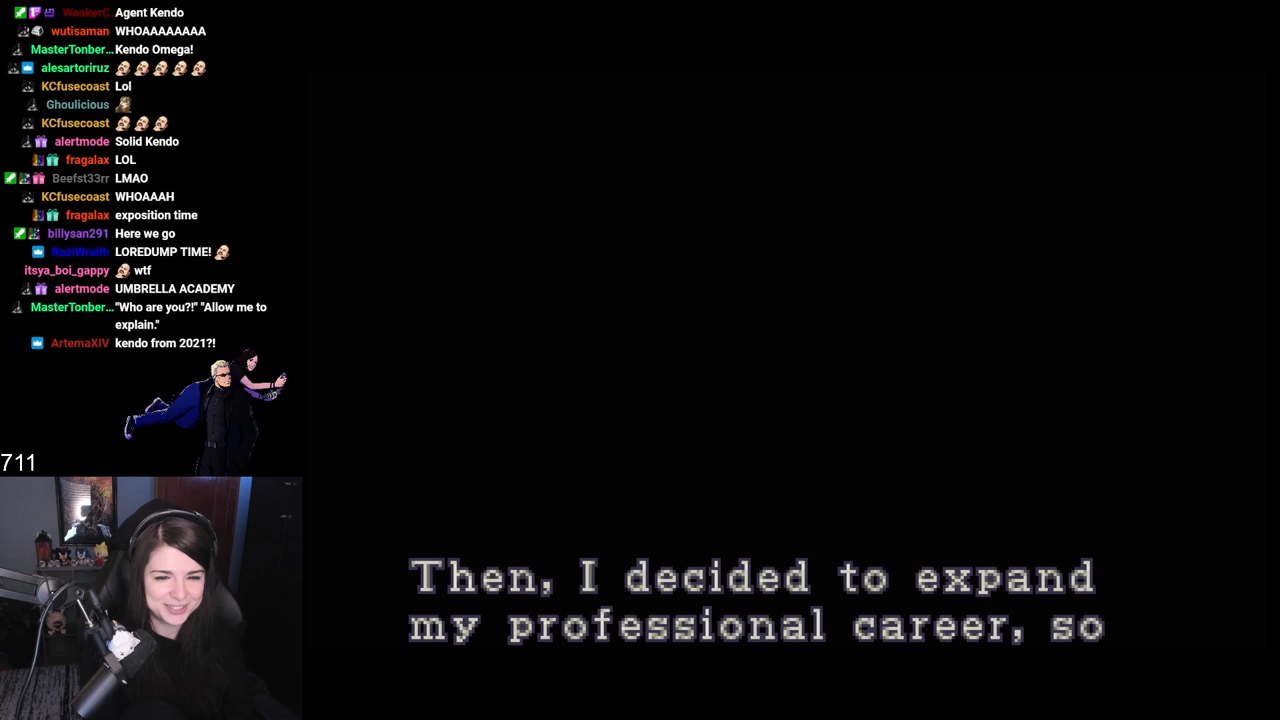 WeskerC Agent Kendo
wutisaman WHOAAAAAAAA
MasterTonber… Kendo Omega!
alesartoriruz
KCfusecoast Lol
Ghoulicious
KCfusecoast
alertmode Solid Kendo
fragalax LOL
Beefst33rr LMAO
KCfusecoast WHOAAAH
fragalax exposition time
billysan291 Here we go
RaziWraith LOREDUMP TIME!
itsya_boi_gappy wtf
alertmode UMBRELLA ACADEMY
MasterTonber… "Who are you?!" "Allow me to
explain."
ArtemaXIV kendo from 2021?!
711
Then, I decided to expand
my professional career, so